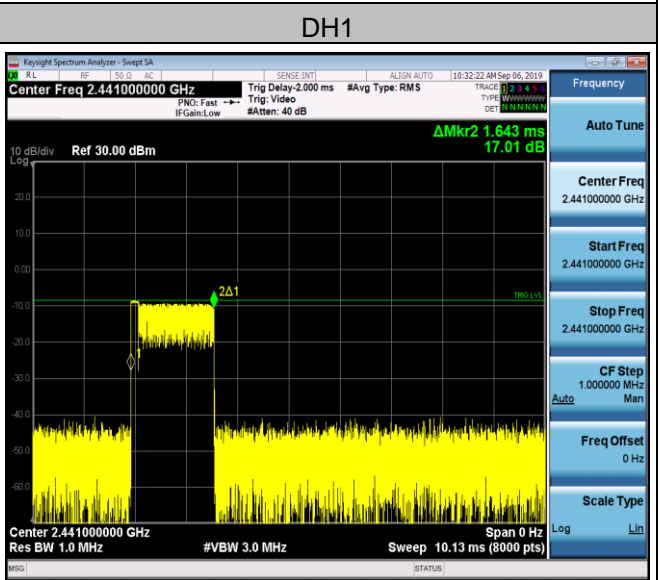 DH1
Keysight Spectrum Analyzer - Swept SA
RL RF 50 Ω AC SENSE:INT ALIGN AUTO 10:32:22 AM Sep 06, 2019
Center Freq 2.441000000 GHz
PNO: Fast
IFGain:Low
Trig Delay-2.000 ms
Trig: Video
#Atten: 40 dB
#Avg Type: RMS
TRACE 1 2 3 4 5 6
TYPE WWWWWW
DET N N N N N N
ΔMkr2 1.643 ms
17.01 dB
10 dB/div Ref 30.00 dBm
Log
20.0
10.0
0.00
-10.0
-20.0
-30.0
-40.0
-50.0
-60.0
2Δ1
TRIG LVL
1
Center 2.441000000 GHz Span 0 Hz
Res BW 1.0 MHz #VBW 3.0 MHz Sweep 10.13 ms (8000 pts)
MSG STATUS
Frequency
Auto Tune
Center Freq
2.441000000 GHz
Start Freq
2.441000000 GHz
Stop Freq
2.441000000 GHz
CF Step
1.000000 MHz
Auto Man
Freq Offset
0 Hz
Scale Type
Log Lin